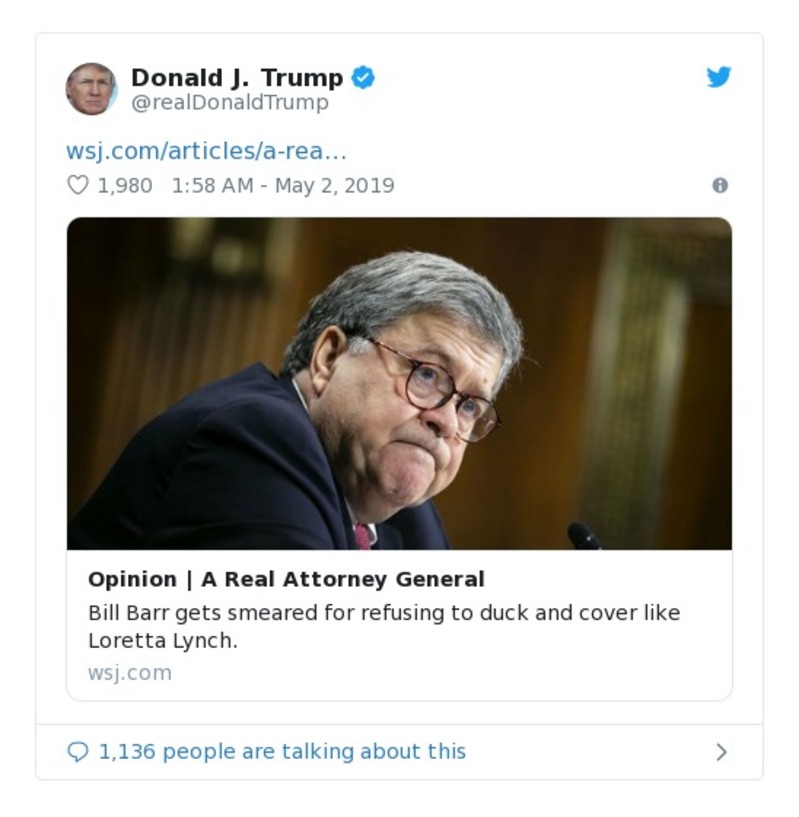 Donald J. Trump
@realDonaldTrump
wsj.com/articles/a-rea…
1,980 1:58 AM - May 2, 2019
Opinion | A Real Attorney General
Bill Barr gets smeared for refusing to duck and cover like
Loretta Lynch.
wsj.com
1,136 people are talking about this